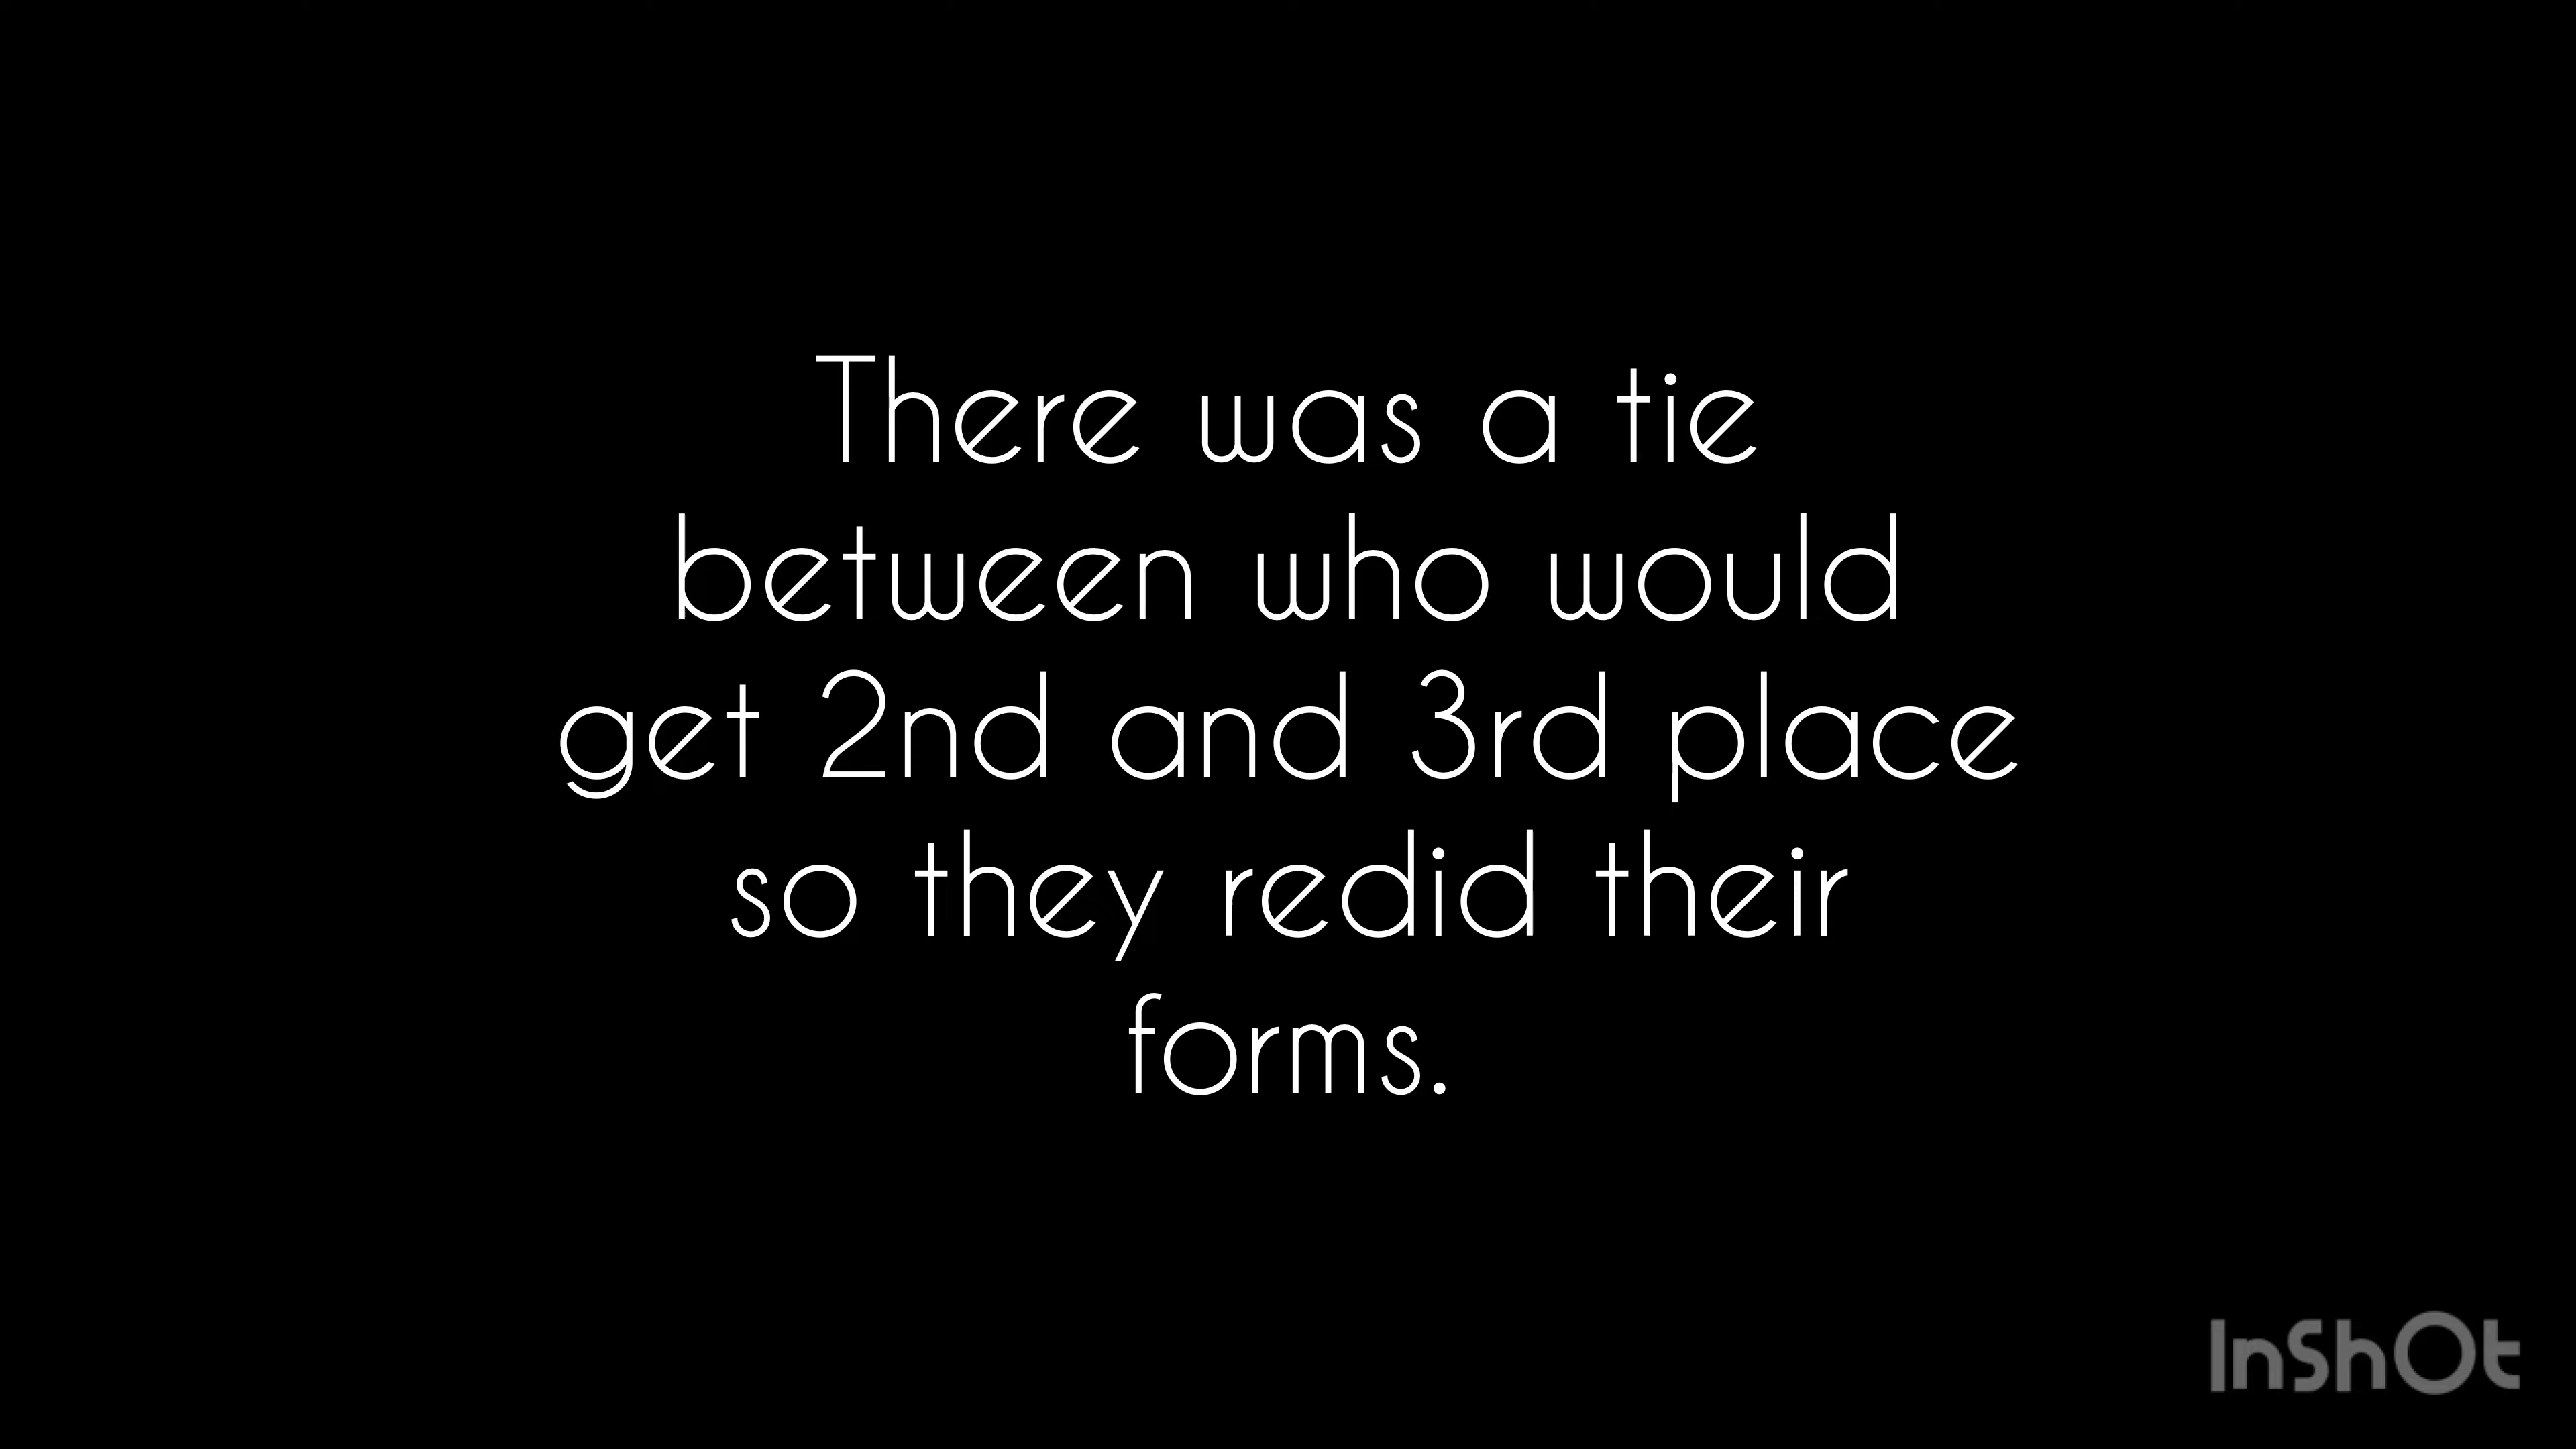 There was a tie
between who would
get 2nd and 3rd place
so they redid their
forms.
InShOt